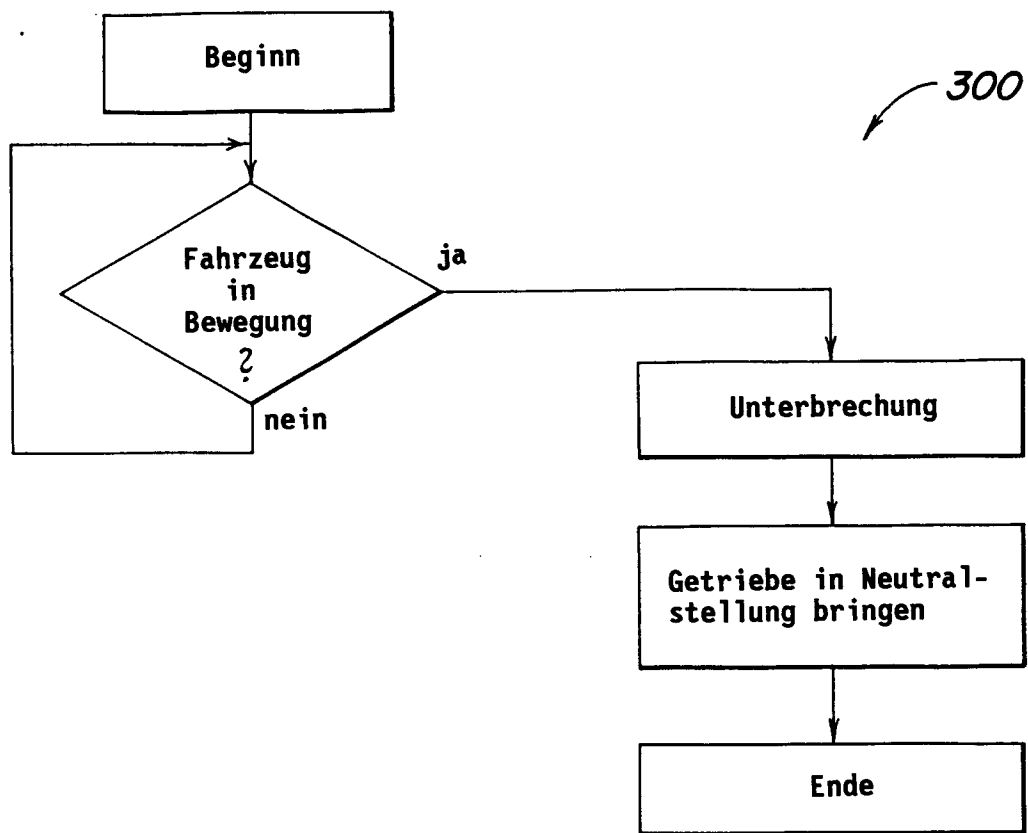 Beginn
300
Fahrzeug
in
Bewegung
?
ja
nein
Unterbrechung
Getriebe in Neutral-
stellung bringen
Ende